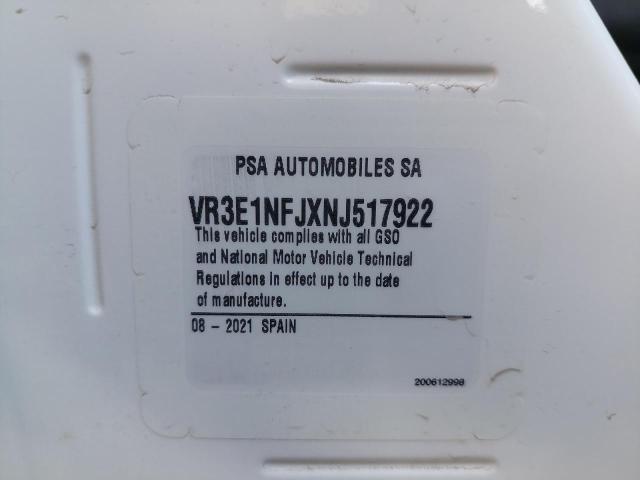 PSA AUTOMOBILES SA
VR3E1NFJXNJ517922
This vehicle complies with all GSO
and National Motor Vehicle Technical
Regulations in effect up to the date
of manufacture.
08 - 2021 SPAIN
200612998